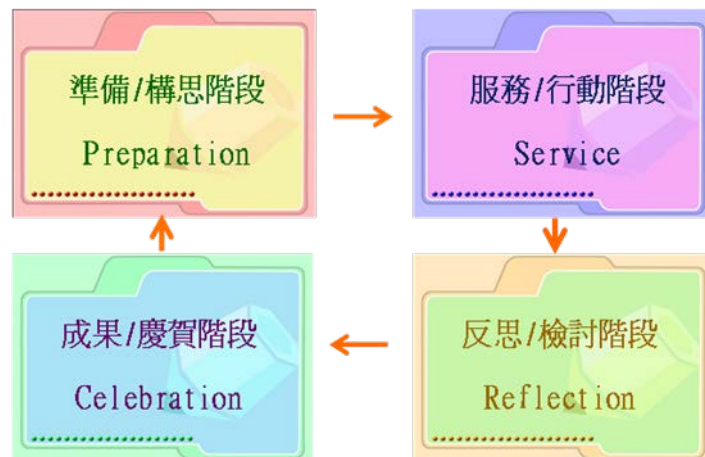 準備/構思階段
Preparation
服務/行動階段
Service
反思/檢討階段
Reflection
成果/慶賀階段
Celebration